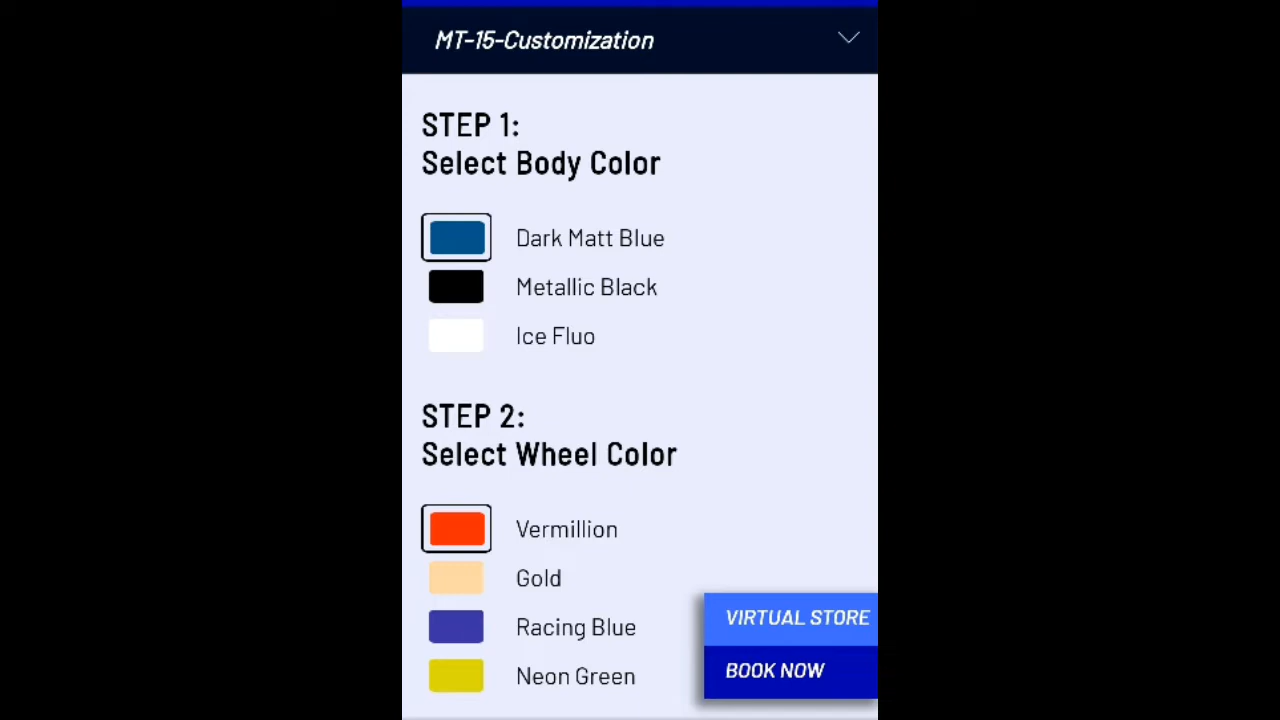 MT-15-Customization
STEP 1:
Select Body Color
Dark Matt Blue
Metallic Black
Ice Fluo
STEP 2:
Select Wheel Color
Vermillion
Gold
Racing Blue
Neon Green
VIRTUAL STORE
BOOK NOW